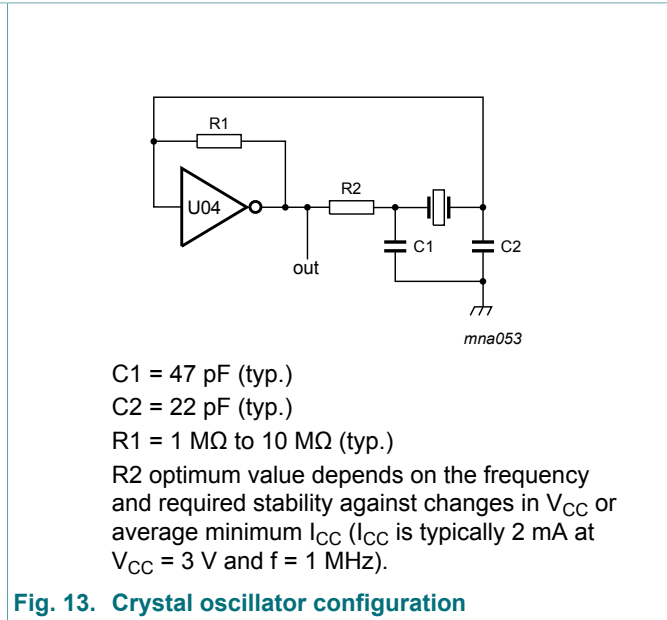 R1
U04
R2
C1
C2
out
mna053
C1 = 47 pF (typ.)
C2 = 22 pF (typ.)
R1 = 1 MΩ to 10 MΩ (typ.)
R2 optimum value depends on the frequency
and required stability against changes in VCC or
average minimum ICC (ICC is typically 2 mA at
VCC = 3 V and f = 1 MHz).
Fig. 13. Crystal oscillator configuration